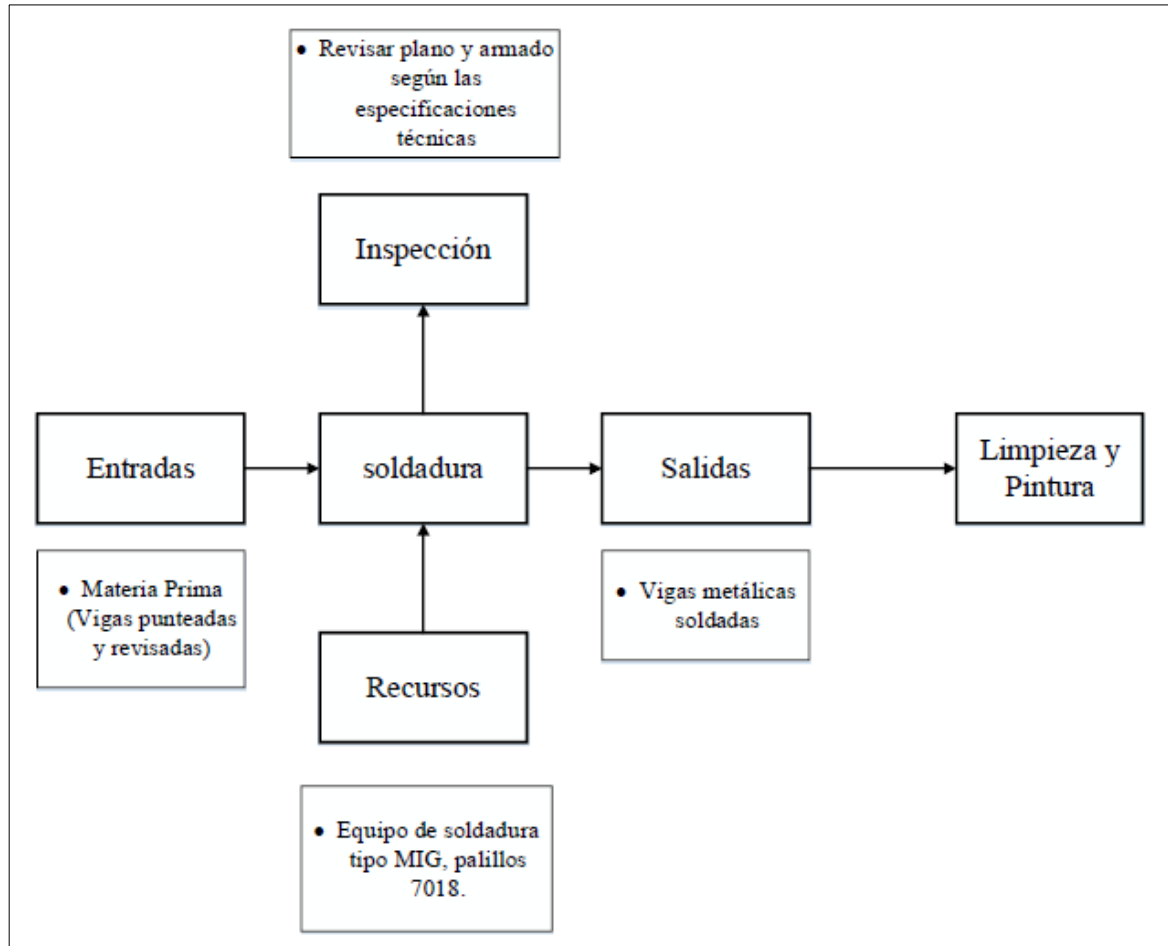 • Revisar plano y armado
según las
especificaciones
técnicas
Inspección
Entradas
soldadura
Salidas
Limpieza y
Pintura
• Materia Prima
(Vigas punteadas
y revisadas)
• Vigas metálicas
soldadas
Recursos
• Equipo de soldadura
tipo MIG, palillos
7018.